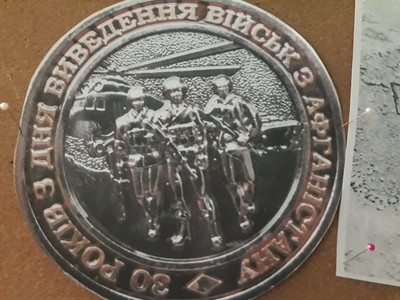 30 РОКІВ З ДНЯ ВИВЕДЕННЯ ВІЙСЬК З АФГАНІСТАНУ